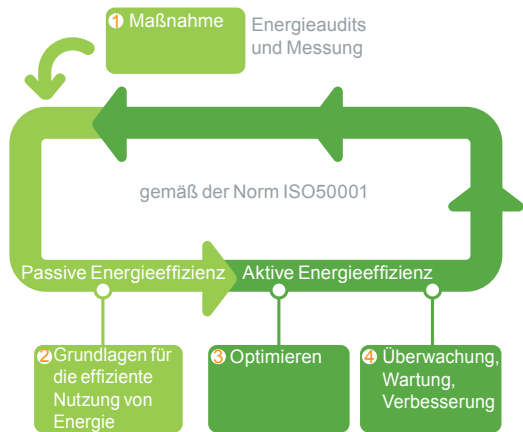 1 Maßnahme
Energieaudits
und Messung
gemäß der Norm ISO50001
Passive Energieeffizienz
Aktive Energieeffizienz
2 Grundlagen für
die effiziente
Nutzung von
Energie
3 Optimieren
4 Überwachung,
Wartung,
Verbesserung